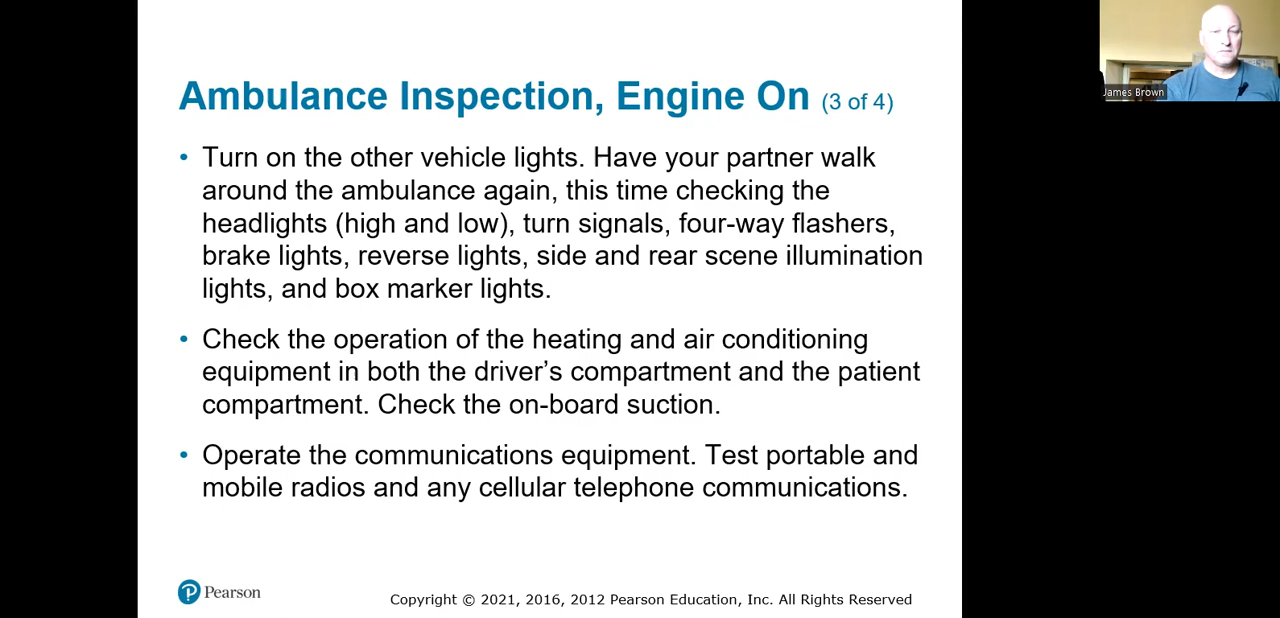 Ambulance Inspection, Engine On (3 of 4)
• Turn on the other vehicle lights. Have your partner walk
around the ambulance again, this time checking the
headlights (high and low), turn signals, four-way flashers,
brake lights, reverse lights, side and rear scene illumination
lights, and box marker lights.
• Check the operation of the heating and air conditioning
equipment in both the driver’s compartment and the patient
compartment. Check the on-board suction.
• Operate the communications equipment. Test portable and
mobile radios and any cellular telephone communications.
Pearson
Copyright © 2021, 2016, 2012 Pearson Education, Inc. All Rights Reserved
James Brown